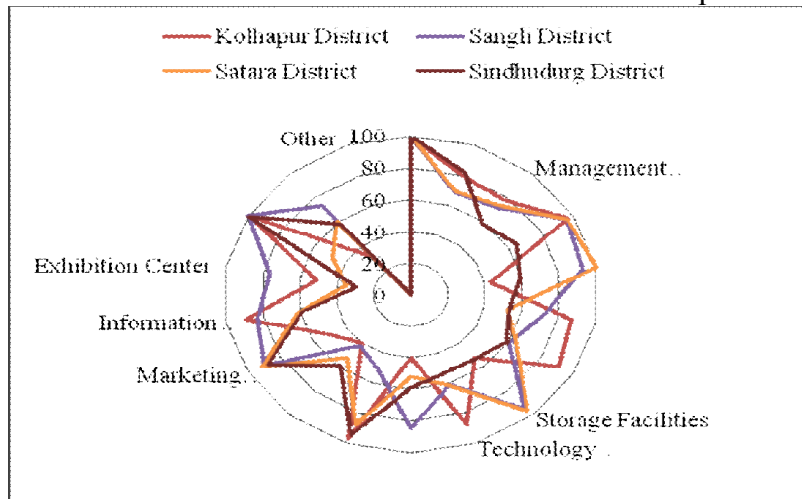 Kolhapur District
Sangh District
Satara District
Sindhudurg District
Other
100
80
60
40
20
0
Management ..
Exhibition Center
Information .
Marketing .
Storage Facilities
Technology .